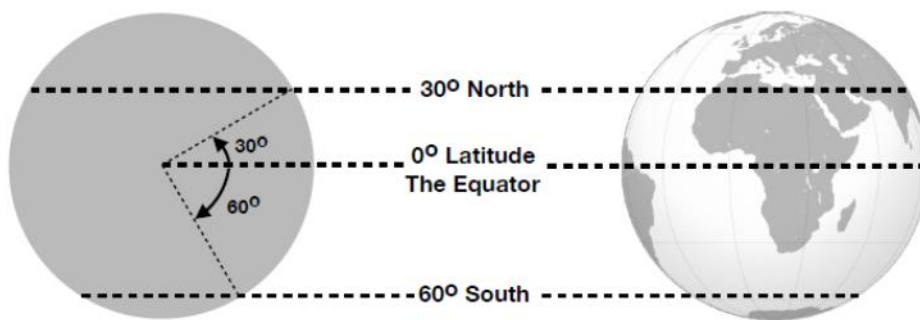 30º North
30º
0º Latitude
The Equator
60º
60º South